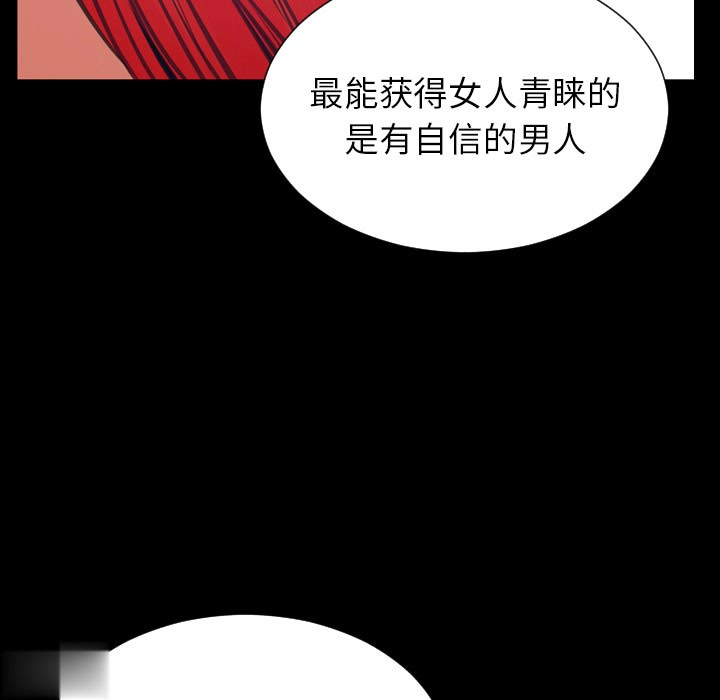 最能获得女人青睐的
是有自信的男人